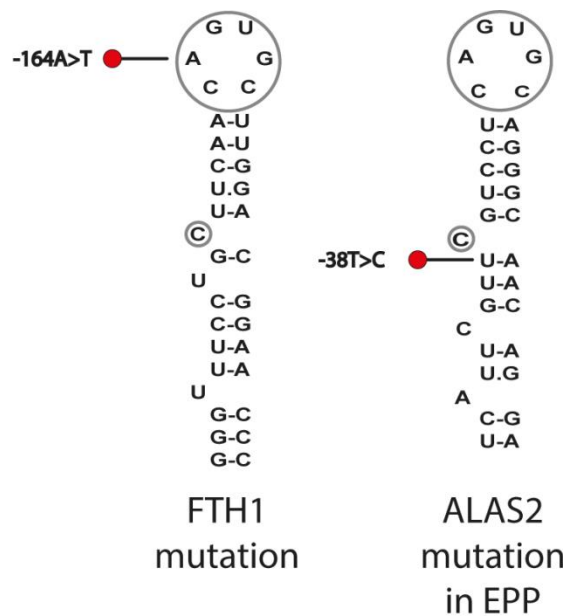 G U
-164A>T A G
C C
A-U
A-U
C-G
U.G
U-A
C
G-C
U
C-G
C-G
U-A
U-A
U
G-C
G-C
G-C
FTH1
mutation
G U
A G
C C
U-A
C-G
C-G
U-G
G-C
C
-38T>C U-A
U-A
G-C
C
U-A
U.G
A
C-G
U-A
ALAS2
mutation
in EPP